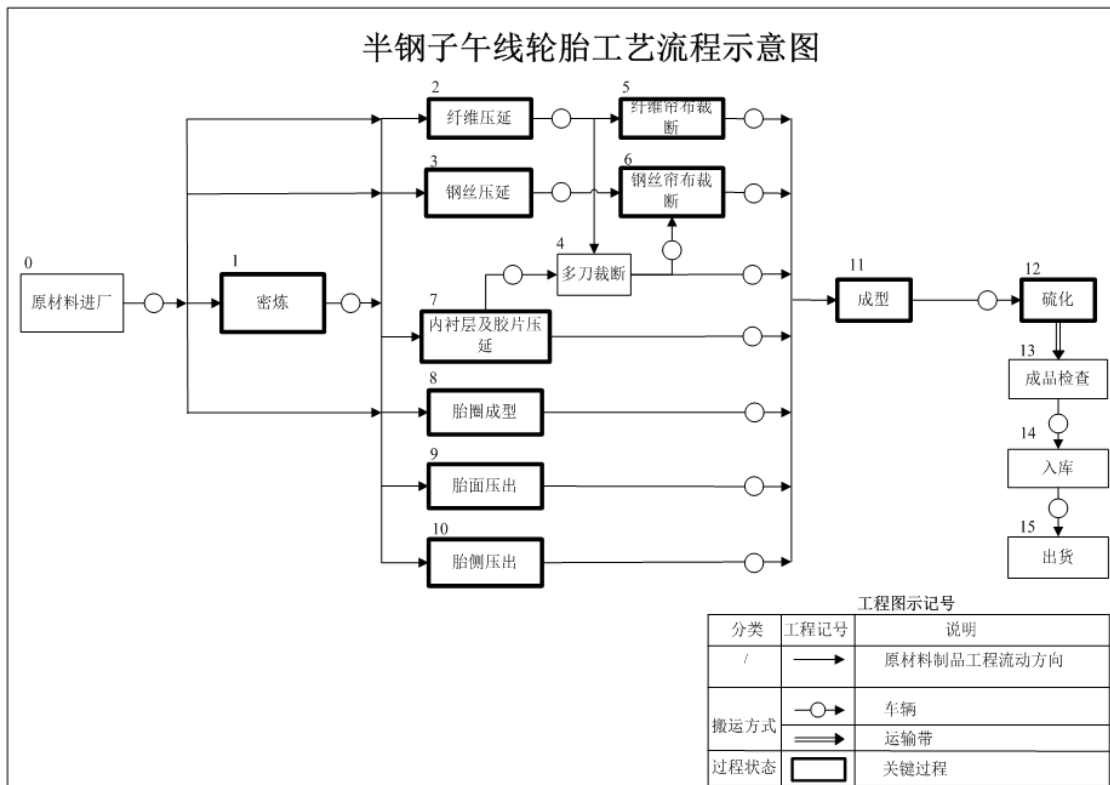 半钢子午线轮胎工艺流程示意图
2
纤维压延
5
纤维帘布裁
断
3
钢丝压延
6
钢丝帘布裁
断
0
原材料进厂
1
密炼
4
多刀裁断
7
内衬层及胶片压
延
11
成型
12
硫化
13
成品检查
8
胎圈成型
14
入库
9
胎面压出
15
出货
10
胎侧压出
工程图示记号
分类 工程记号 说明
/ 原材料制品工程流动方向
搬运方式 车辆
运输带
过程状态 关键过程